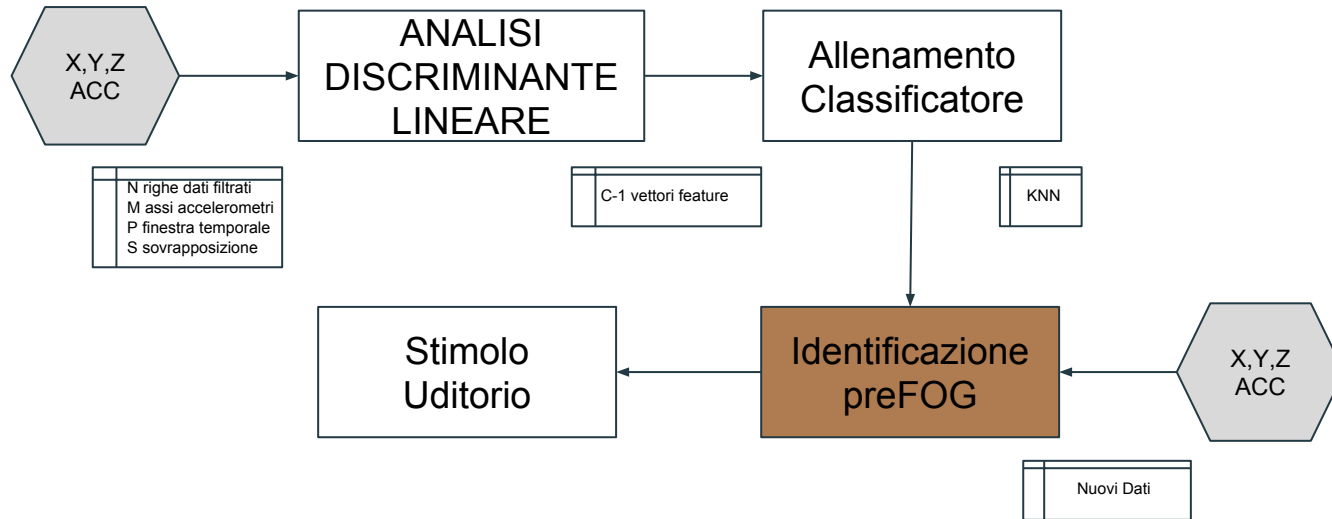 X,Y,Z
ACC
ANALISI
DISCRIMINANTE
LINEARE
Allenamento
Classificatore
N righe dati filtrati
M assi accelerometri
P finestra temporale
S sovrapposizione
C-1 vettori feature
KNN
Stimolo
Uditorio
Identificazione
preFOG
X,Y,Z
ACC
Nuovi Dati